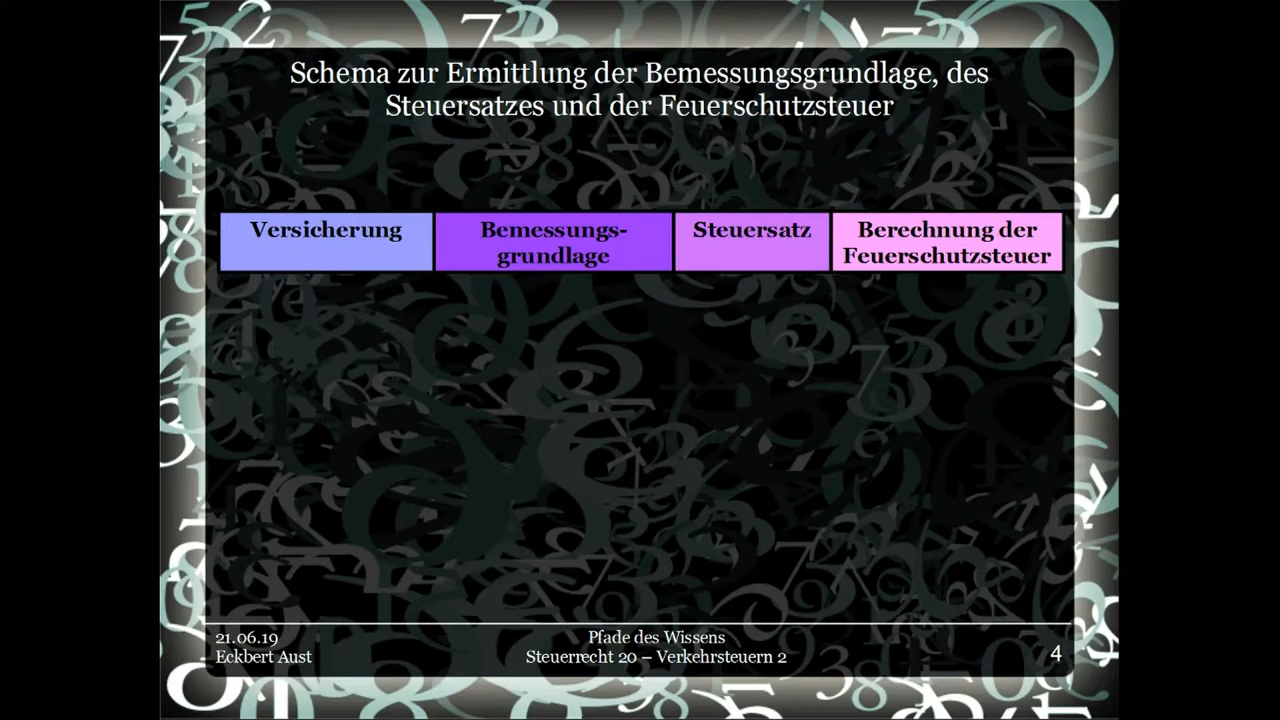 Schema zur Ermittlung der Bemessungsgrundlage, des
Steuersatzes und der Feuerschutzsteuer
Versicherung
Bemessungs-
grundlage
Steuersatz
Berechnung der
Feuerschutzsteuer
21.06.19
Eckbert Aust
Pfade des Wissens
Steuerrecht 20 – Verkehrsteuern 2
4